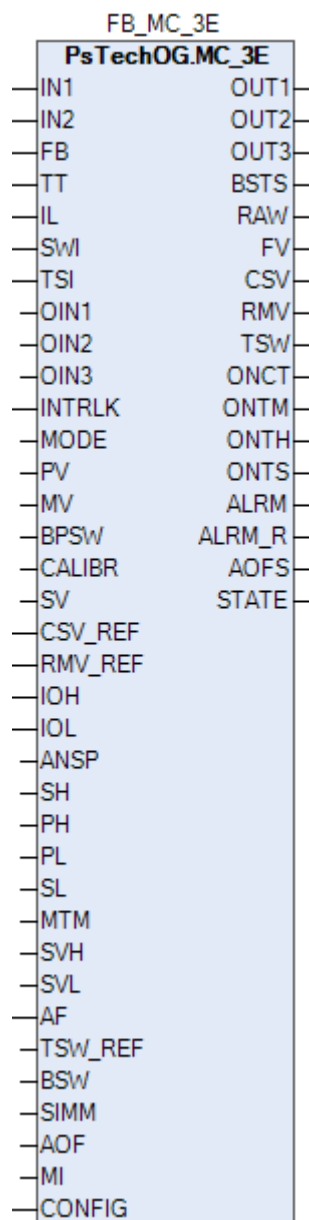 FB_MC_3E
PsTechOG.MC_3E
IN1 OUT1
IN2 OUT2
FB OUT3
TT BSTS
IL RAW
SWI FV
TSI CSV
OIN1 RMV
OIN2 TSW
OIN3 ONCT
INTRLK ONTM
MODE ONTH
PV ONTS
MV ALRM
BPSW ALRM_R
CALIBR AOFS
SV STATE
CSV_REF
RMV_REF
IOH
IOL
ANSP
SH
PH
PL
SL
MTM
SVH
SVL
AF
TSW_REF
BSW
SIMM
AOF
MI
CONFIG